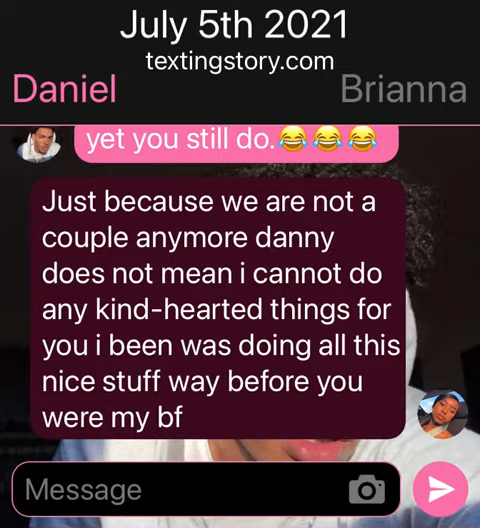 July 5th 2021
textingstory.com
Daniel Brianna
yet you still do.😂😂😂
Just because we are not a
couple anymore danny
does not mean i cannot do
any kind-hearted things for
you i been was doing all this
nice stuff way before you
were my bf
Message